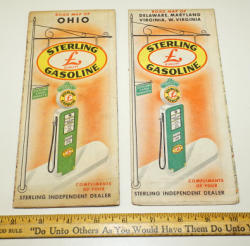 ROAD MAP OF
OHIO
STERLING
£
GASOLINE
COMPLIMENTS
OF YOUR
STERLING INDEPENDENT DEALER
ROAD MAP OF
DELAWARE, MARYLAND
VIRGINIA, W. VIRGINIA
STERLING
£
GASOLINE
COMPLIMENTS
OF YOUR
STERLING INDEPENDENT DEALER
"Do Unto Others As You Would Have Them Do Unto